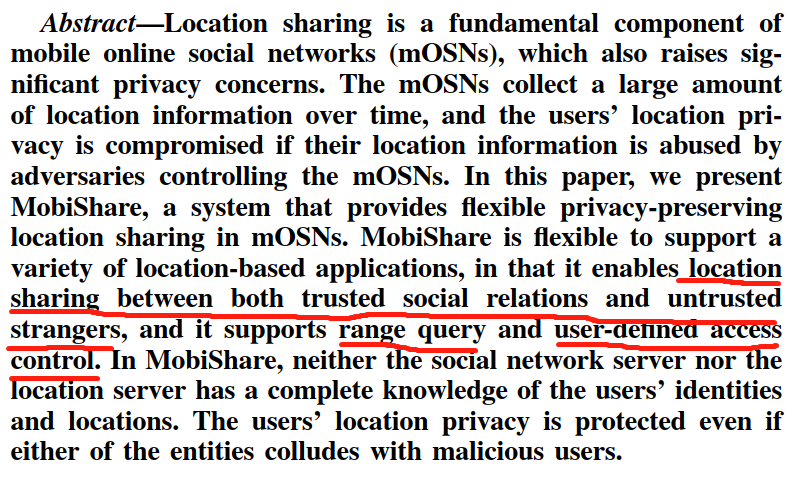 Abstract—Location sharing is a fundamental component of
mobile online social networks (mOSNs), which also raises sig-
nificant privacy concerns. The mOSNs collect a large amount
of location information over time, and the users' location pri-
vacy is compromised if their location information is abused by
adversaries controlling the mOSNs. In this paper, we present
MobiShare, a system that provides flexible privacy-preserving
location sharing in mOSNs. MobiShare is flexible to support a
variety of location-based applications, in that it enables location
sharing between both trusted social relations and untrusted
strangers, and it supports range query and user-defined access
control. In MobiShare, neither the social network server nor the
location server has a complete knowledge of the users' identities
and locations. The users' location privacy is protected even if
either of the entities colludes with malicious users.